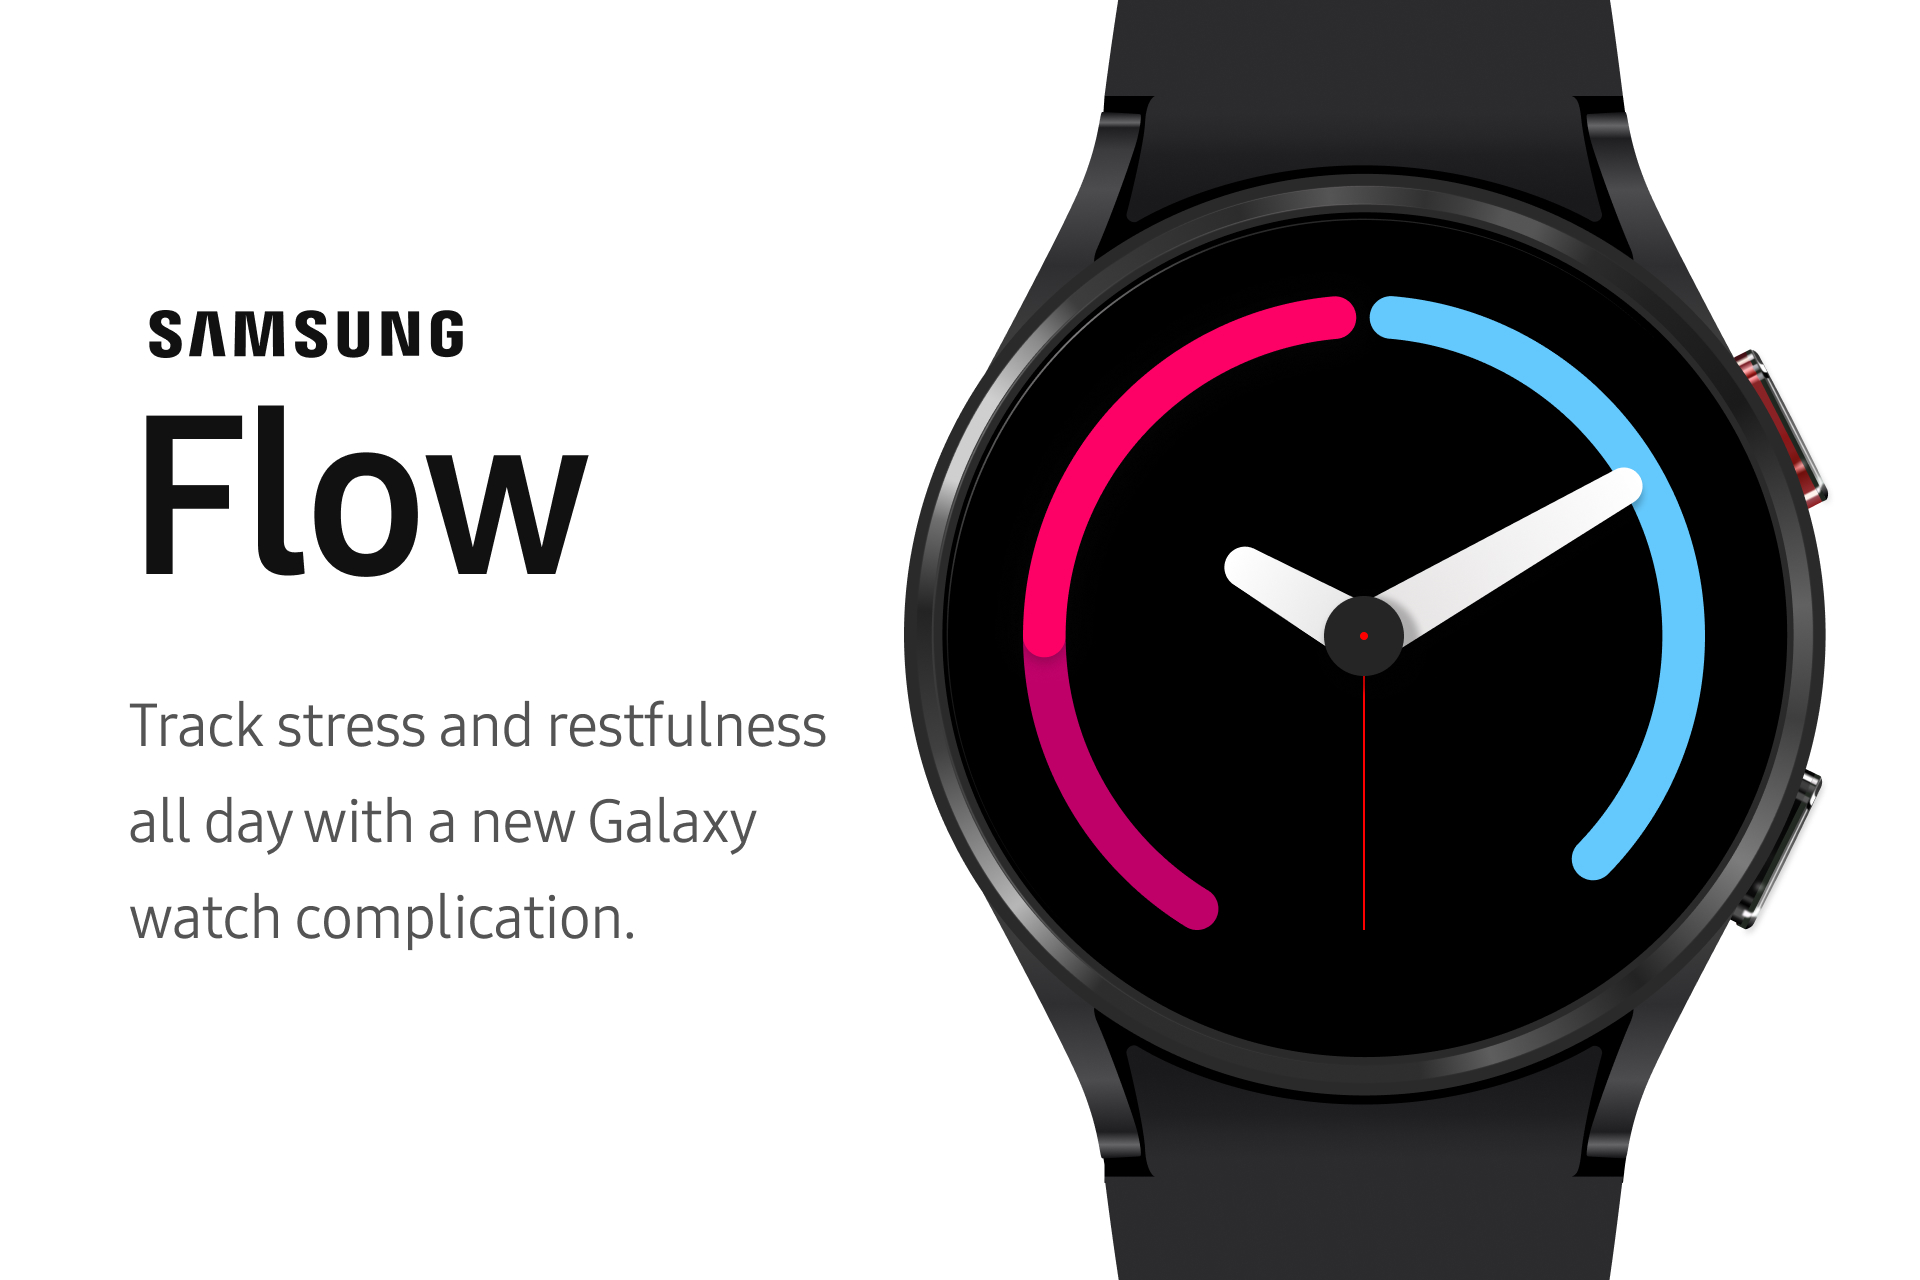 SAMSUNG
Flow
Track stress and restfulness
all day with a new Galaxy
watch complication.